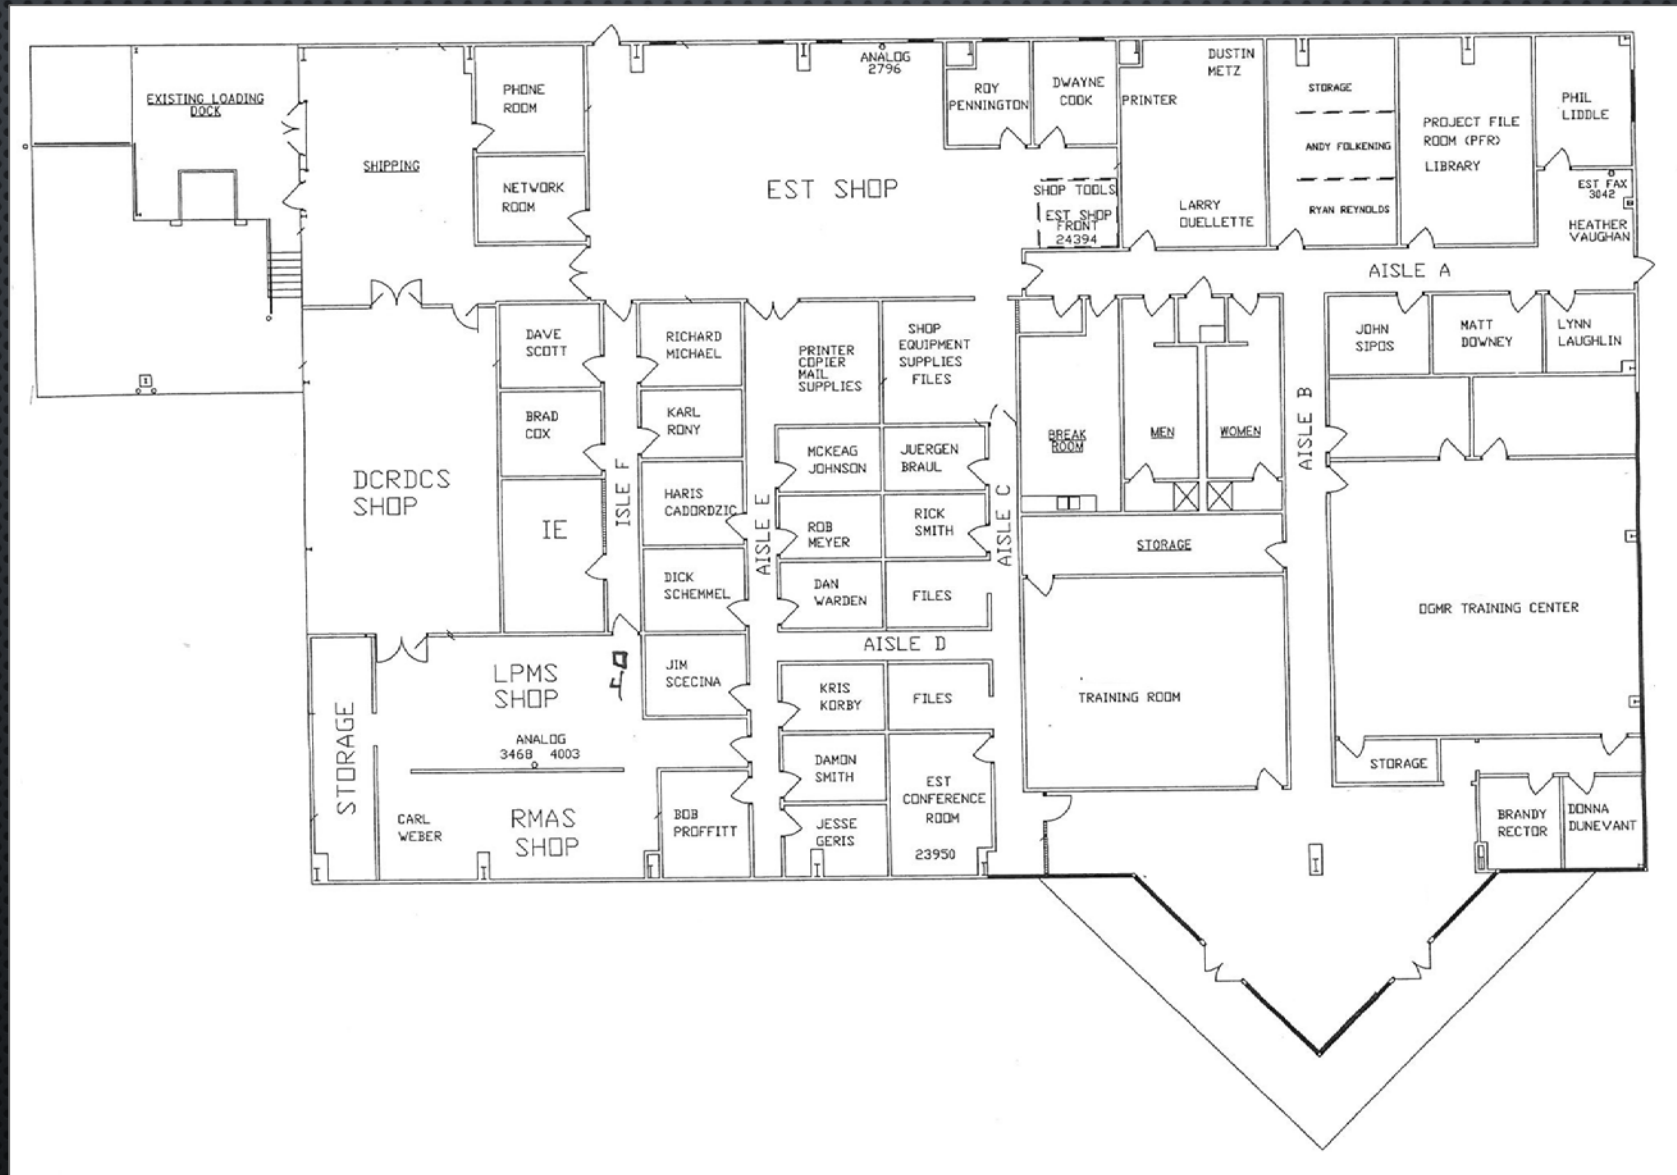 EXISTING LOADING
DOCK
SHIPPING
PHONE
ROOM
NETWORK
ROOM
ANALOG
2796
EST SHOP
ROY
PENNINGTON
DWAYNE
COOK
SHOP TOOLS
EST SHOP
FRONT
24394
PRINTER
DUSTIN
METZ
LARRY
OUELLETTE
STORAGE
ANDY FOLKENING
RYAN REYNOLDS
PROJECT FILE
ROOM (PFR)
LIBRARY
PHIL
LIDDLE
EST FAX
3042
HEATHER
VAUGHAN
AISLE A
DCRDCS
SHOP
DAVE
SCOTT
BRAD
COX
IE
ISLE F
RICHARD
MICHAEL
KARL
RONY
HARIS
CADORDZIC
DICK
SCHEMMEL
JIM
SCECINA
PRINTER
COPIER
MAIL
SUPPLIES
SHOP
EQUIPMENT
SUPPLIES
FILES
AISLE E
MCKEAG
JOHNSON
JUERGEN
BRAUL
ROB
MEYER
RICK
SMITH
DAN
WARDEN
FILES
AISLE C
AISLE D
KRIS
KORBY
FILES
DAMON
SMITH
JESSE
GERIS
EST
CONFERENCE
ROOM
23950
BREAK
ROOM
MEN
WOMEN
STORAGE
TRAINING ROOM
AISLE B
JOHN
SIPOS
MATT
DOWNEY
LYNN
LAUGHLIN
OGMR TRAINING CENTER
STORAGE
BRANDY
RECTOR
DONNA
DUNEVANT
STORAGE
LPMS
SHOP
ANALOG
3468 4003
CARL
WEBER
RMAS
SHOP
BOB
PROFFITT